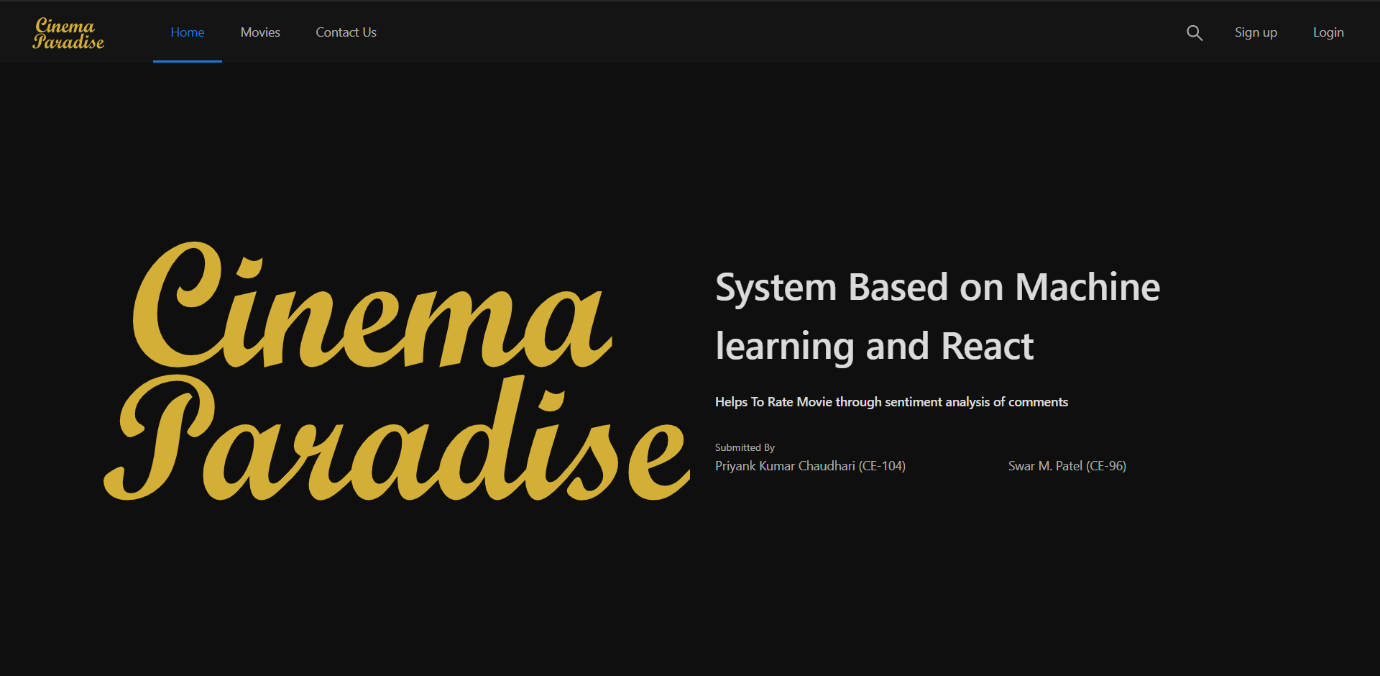 Cinema
Paradise
Home
Movies
Contact Us
Sign up
Login
Cinema
Paradise
System Based on Machine
learning and React
Helps To Rate Movie through sentiment analysis of comments
Submitted By
Priyank Kumar Chaudhari (CE-104)
Swar M. Patel (CE-96)